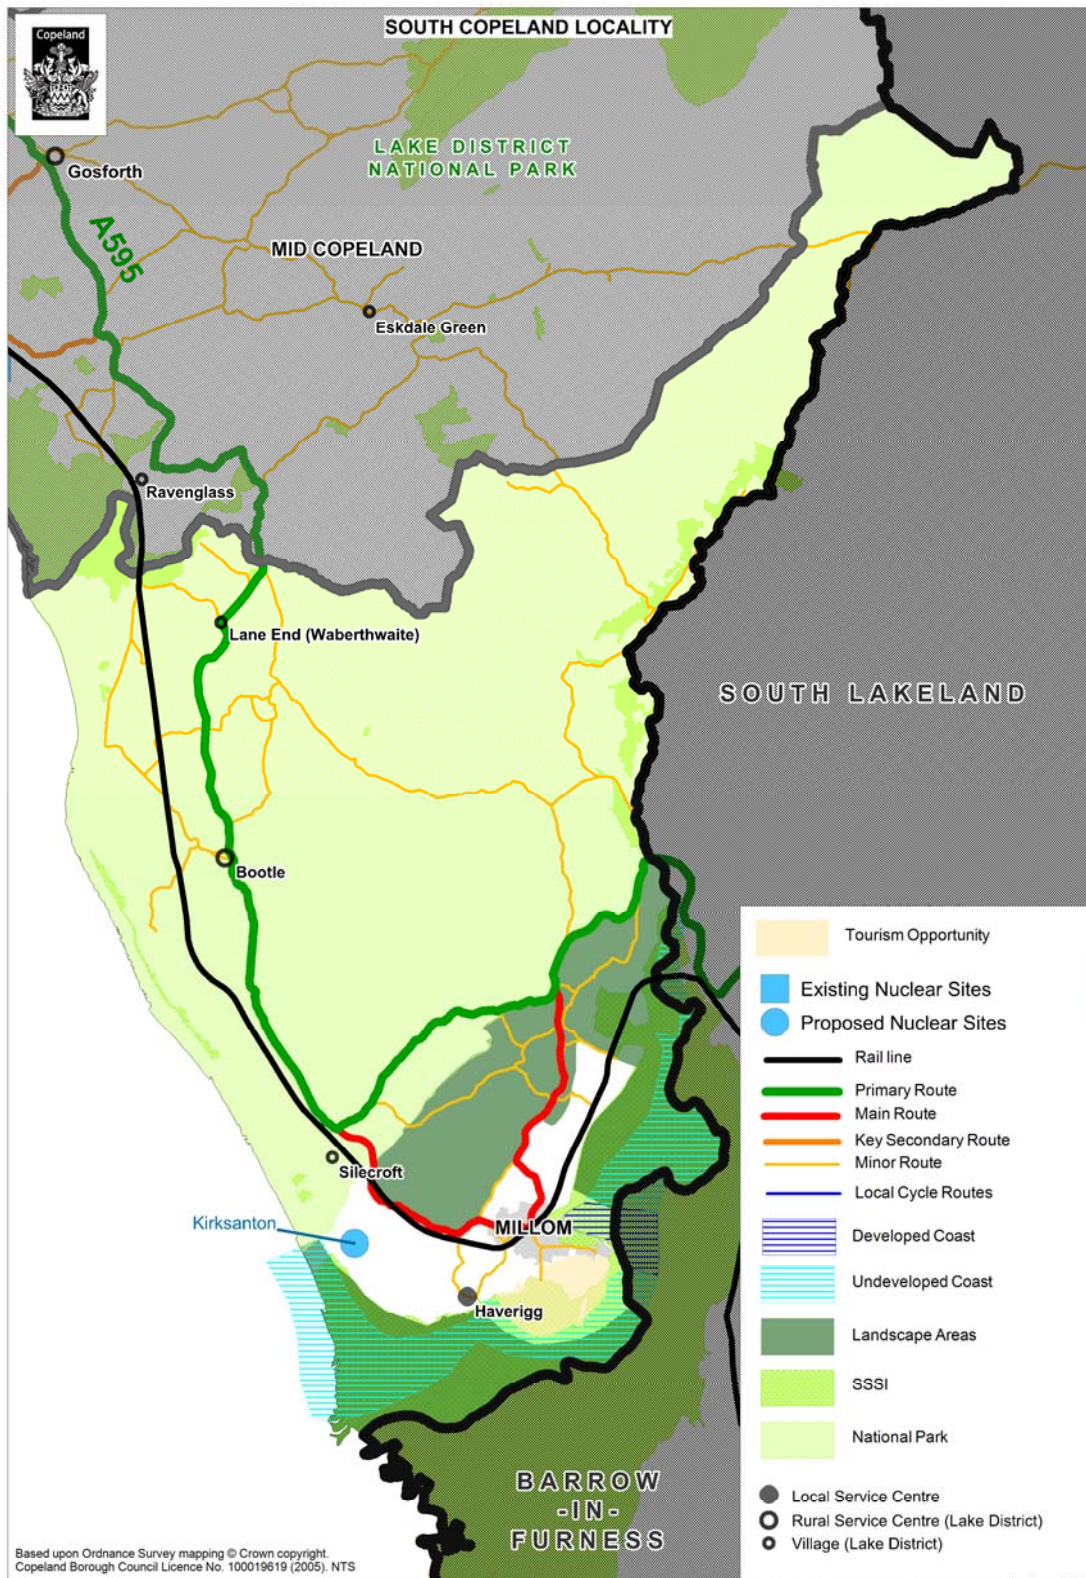 SOUTH COPELAND LOCALITY
Copeland
LAKE DISTRICT
NATIONAL PARK
Gosforth
A595
MID COPELAND
Eskdale Green
Ravenglass
Lane End (Waberthwaite)
SOUTH LAKELAND
Bootle
Silecroft
Kirksanton
MILLOM
Haverigg
BARROW
-IN-
FURNESS
Tourism Opportunity
Existing Nuclear Sites
Proposed Nuclear Sites
Rail line
Primary Route
Main Route
Key Secondary Route
Minor Route
Local Cycle Routes
Developed Coast
Undeveloped Coast
Landscape Areas
SSSI
National Park
Local Service Centre
Rural Service Centre (Lake District)
Village (Lake District)
Based upon Ordnance Survey mapping © Crown copyright.
Copeland Borough Council Licence No. 100019619 (2005). NTS